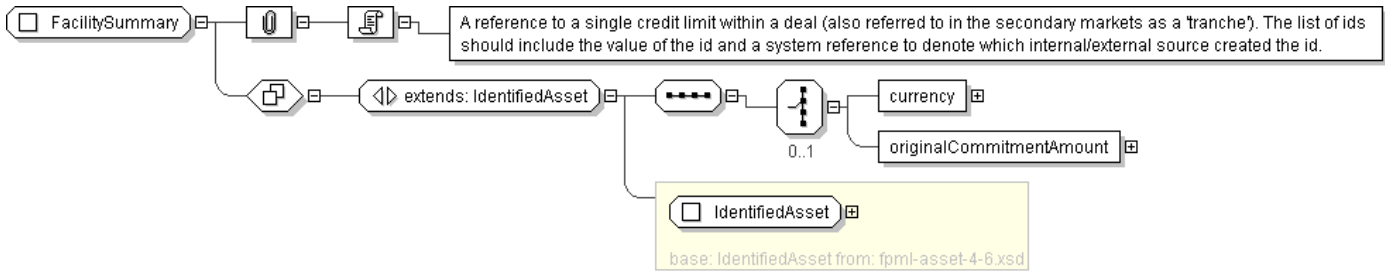 FacilitySummary
A reference to a single credit limit within a deal (also referred to in the secondary markets as a 'tranche'). The list of ids
should include the value of the id and a system reference to denote which internal/external source created the id.
extends: IdentifiedAsset
currency
0..1
originalCommitmentAmount
IdentifiedAsset
base: IdentifiedAsset from: fpml-asset-4-6.xsd